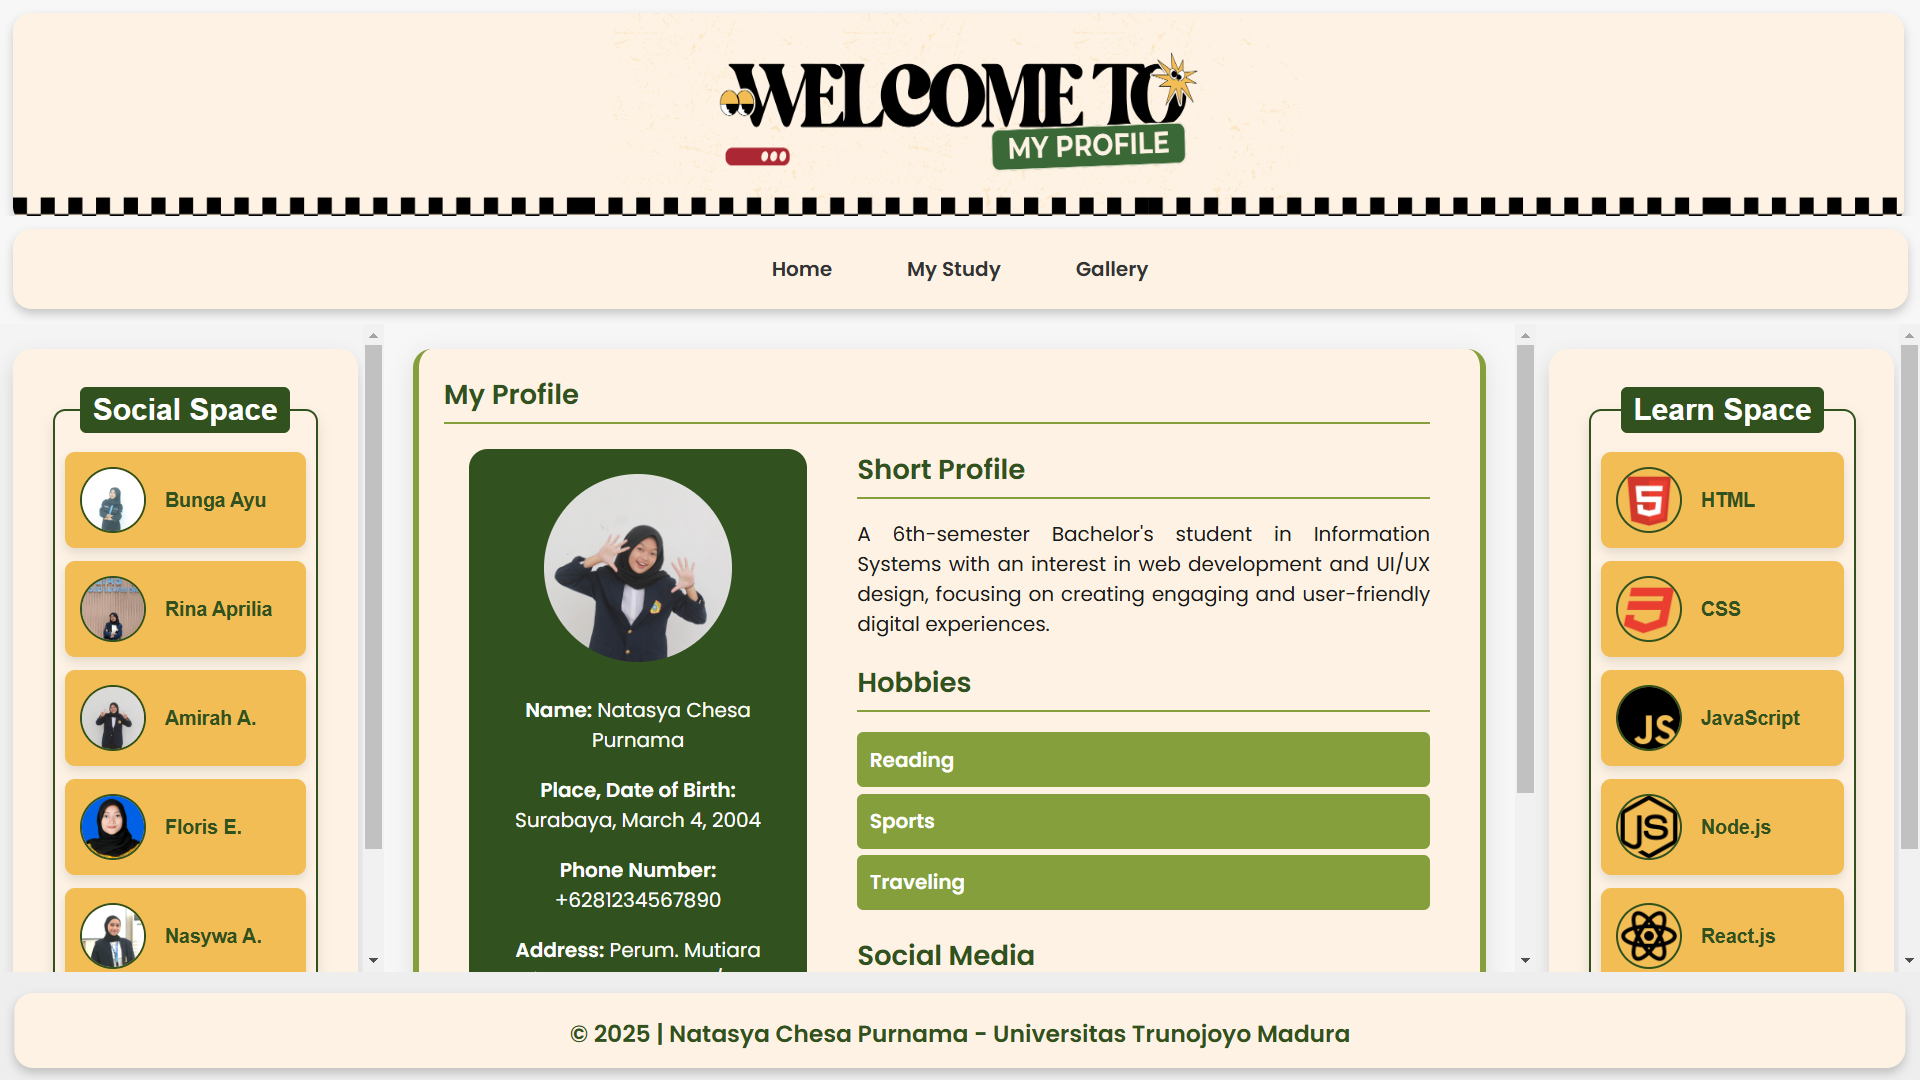 WELCOME TO
MY PROFILE
Home
My Study
Gallery
Social Space
Bunga Ayu
Rina Aprilia
Amirah A.
Floris E.
Nasywa A.
My Profile
Name: Natasya Chesa
Purnama
Place, Date of Birth:
Surabaya, March 4, 2004
Phone Number:
+6281234567890
Address: Perum. Mutiara
Short Profile
A 6th-semester Bachelor's student in Information
Systems with an interest in web development and UI/UX
design, focusing on creating engaging and user-friendly
digital experiences.
Hobbies
Reading
Sports
Traveling
Social Media
Learn Space
HTML
CSS
JS
JavaScript
JS
Node.js
React.js
© 2025 | Natasya Chesa Purnama - Universitas Trunojoyo Madura